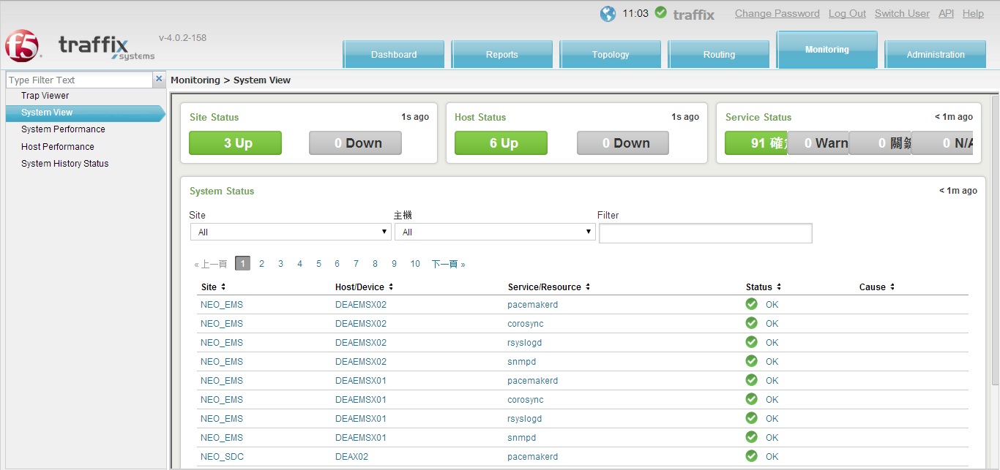 11:03 traffix Change Password Log Out Switch User API Help
f5 traffix systems v-4.0.2-158
Dashboard Reports Topology Routing Monitoring Administration
Type Filter Text
Monitoring > System View
Trap Viewer
System View
System Performance
Host Performance
System History Status
Site Status 1s ago
3 Up 0 Down
Host Status 1s ago
6 Up 0 Down
Service Status < 1m ago
91 確 0 Warn 0 關 0 N/A
System Status < 1m ago
Site 主機 Filter
All All
« 上一頁 1 2 3 4 5 6 7 8 9 10 下一頁 »
Site Host/Device Service/Resource Status Cause
NEO_EMS DEAEMSX02 pacemakerd OK
NEO_EMS DEAEMSX02 corosync OK
NEO_EMS DEAEMSX02 rsyslogd OK
NEO_EMS DEAEMSX02 snmpd OK
NEO_EMS DEAEMSX01 pacemakerd OK
NEO_EMS DEAEMSX01 corosync OK
NEO_EMS DEAEMSX01 rsyslogd OK
NEO_EMS DEAEMSX01 snmpd OK
NEO_SDC DEAX02 pacemakerd OK